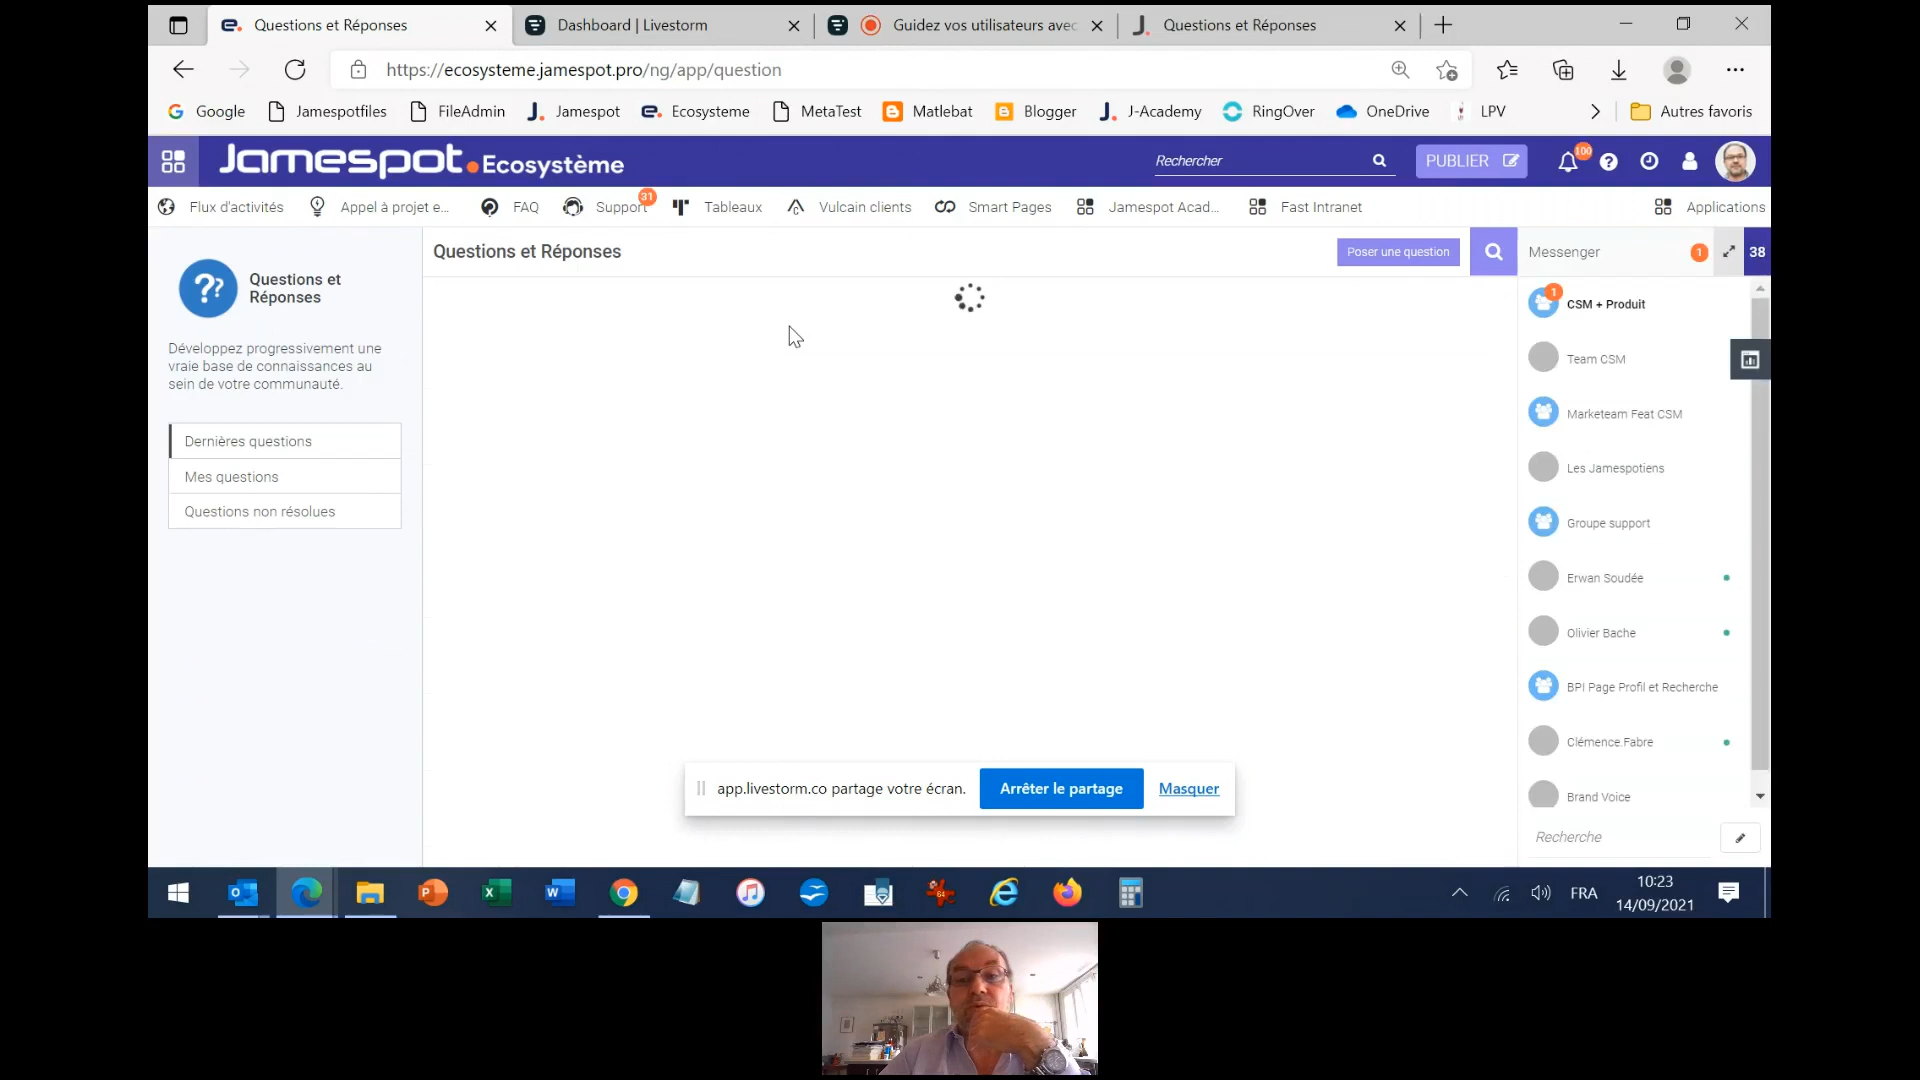 Questions et Réponses
Dashboard | Livestorm
Guidez vos utilisateurs avec
Questions et Réponses
https://ecosysteme.jamespot.pro/ng/app/question
Google
Jamespotfiles
FileAdmin
Jamespot
Ecosysteme
MetaTest
Matlebat
Blogger
J-Academy
RingOver
OneDrive
LPV
Autres favoris
Jamespot.Ecosystème
Rechercher
PUBLIER
100
Flux d'activités
Appel à projet e...
FAQ
Support
31
Tableaux
Vulcain clients
Smart Pages
Jamespot Acad...
Fast Intranet
Applications
Questions et
Réponses
Développez progressivement une
vraie base de connaissances au
sein de votre communauté.
Dernières questions
Mes questions
Questions non résolues
Questions et Réponses
Poser une question
Messenger
1
38
1
CSM + Produit
Team CSM
Marketeam Feat CSM
Les Jamespotiens
Groupe support
Erwan Soudée
Olivier Bache
BPI Page Profil et Recherche
Clémence.Fabre
Brand Voice
Recherche
app.livestorm.co partage votre écran.
Arrêter le partage
Masquer
FRA
10:23
14/09/2021